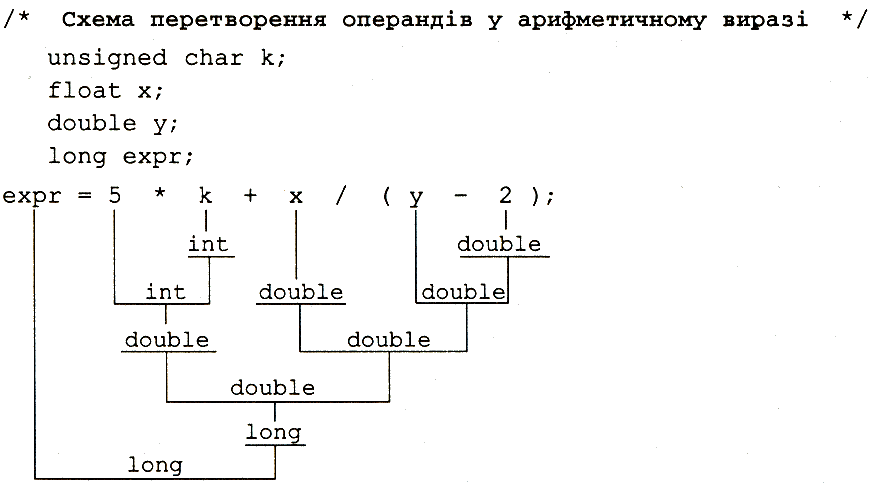 /* Схема перетворення операндів у арифметичному виразі */
unsigned char k;
float x;
double y;
long expr;
expr = 5 * k + x / ( y - 2 );
int double
int double double
double double
double
long
long